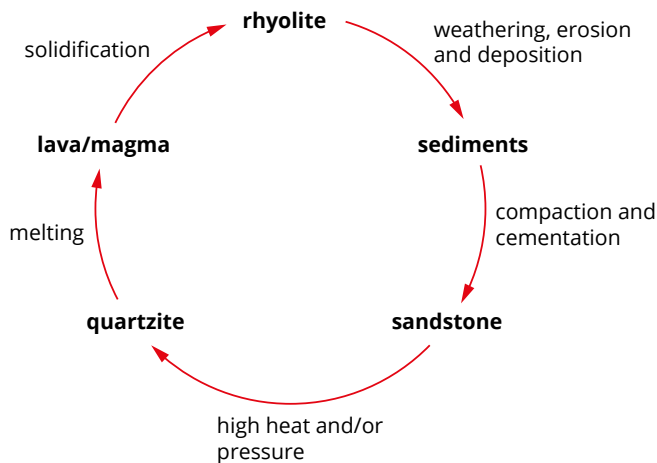 rhyolite
weathering, erosion
and deposition
sediments
compaction and
cementation
sandstone
high heat and/or
pressure
quartzite
melting
lava/magma
solidification